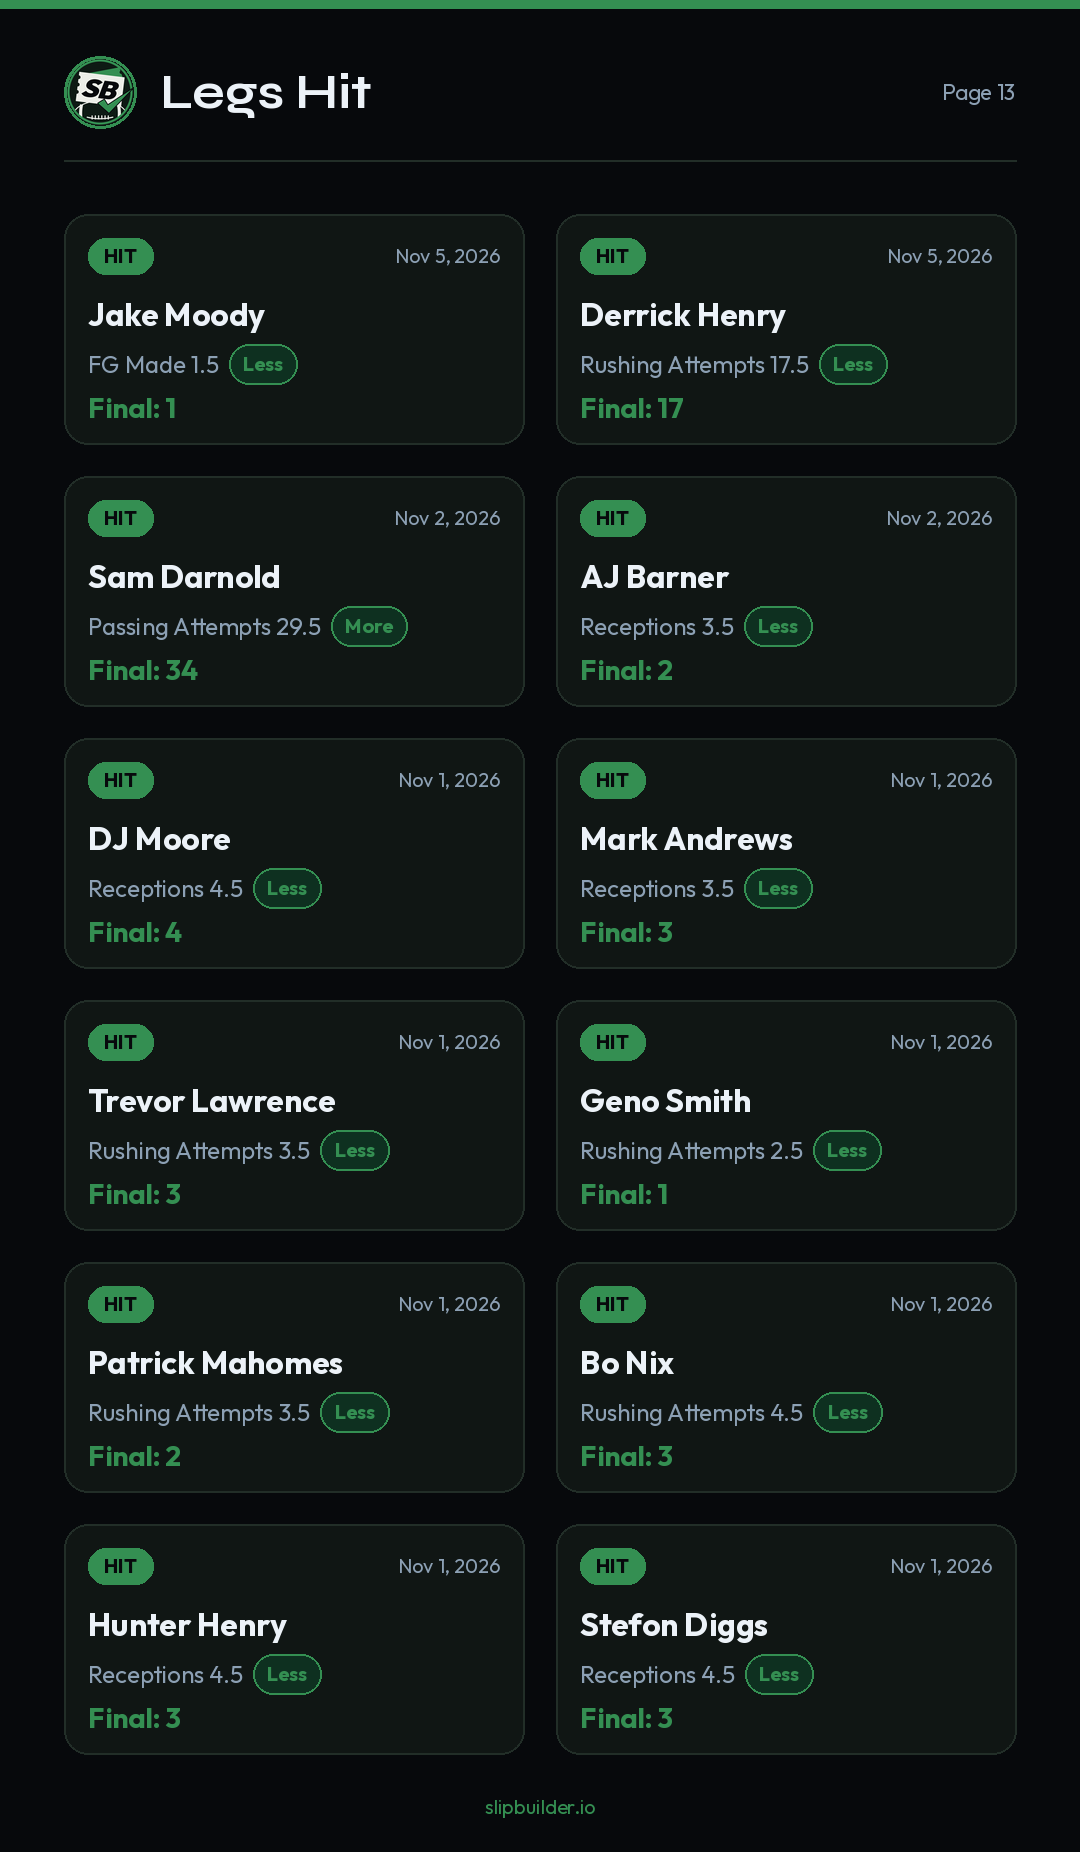 SB
Legs Hit
Page 13
HIT
Nov 5, 2026
Jake Moody
FG Made 1.5 Less
Final: 1
HIT
Nov 5, 2026
Derrick Henry
Rushing Attempts 17.5 Less
Final: 17
HIT
Nov 2, 2026
Sam Darnold
Passing Attempts 29.5 More
Final: 34
HIT
Nov 2, 2026
AJ Barner
Receptions 3.5 Less
Final: 2
HIT
Nov 1, 2026
DJ Moore
Receptions 4.5 Less
Final: 4
HIT
Nov 1, 2026
Mark Andrews
Receptions 3.5 Less
Final: 3
HIT
Nov 1, 2026
Trevor Lawrence
Rushing Attempts 3.5 Less
Final: 3
HIT
Nov 1, 2026
Geno Smith
Rushing Attempts 2.5 Less
Final: 1
HIT
Nov 1, 2026
Patrick Mahomes
Rushing Attempts 3.5 Less
Final: 2
HIT
Nov 1, 2026
Bo Nix
Rushing Attempts 4.5 Less
Final: 3
HIT
Nov 1, 2026
Hunter Henry
Receptions 4.5 Less
Final: 3
HIT
Nov 1, 2026
Stefon Diggs
Receptions 4.5 Less
Final: 3
slipbuilder.io